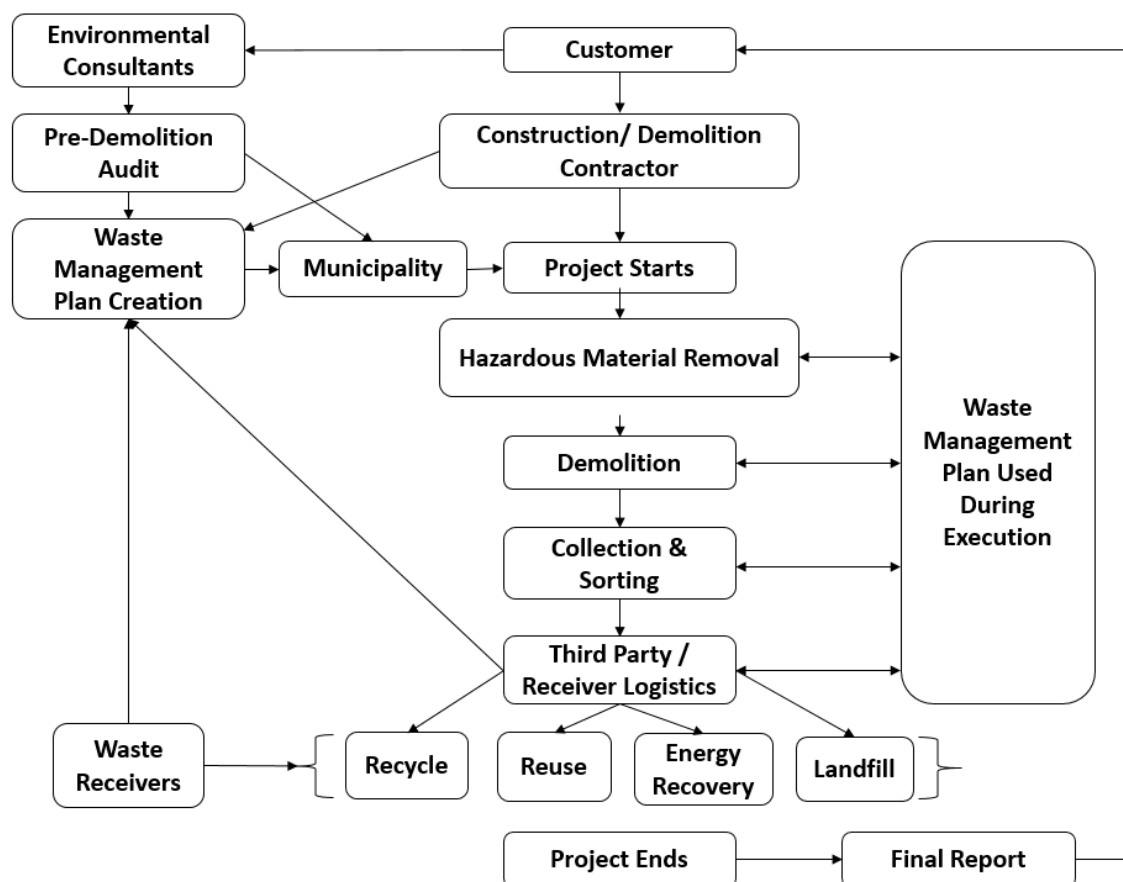 Environmental
Consultants
Customer
Pre-Demolition
Audit
Construction/ Demolition
Contractor
Waste
Management
Plan Creation
Municipality
Project Starts
Hazardous Material Removal
Waste
Management
Plan Used
During
Execution
Demolition
Collection &
Sorting
Third Party /
Receiver Logistics
Waste
Receivers
Recycle
Reuse
Energy
Recovery
Landfill
Project Ends
Final Report